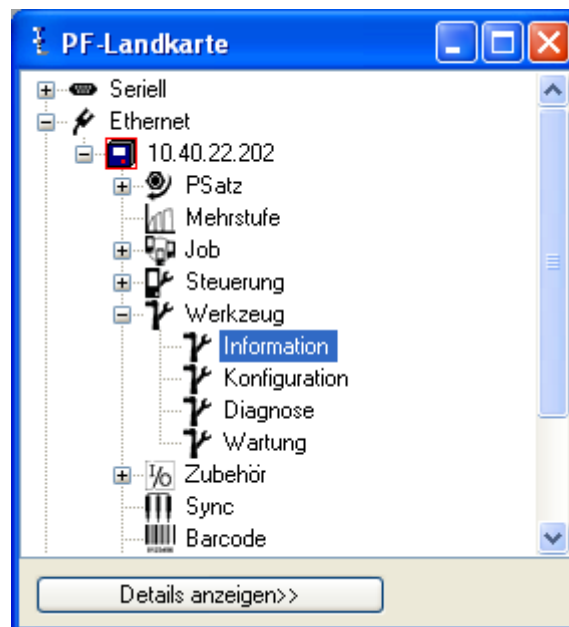 PF-Landkarte
Seriell
Ethernet
10.40.22.202
PSatz
Mehrstufe
Job
Steuerung
Werkzeug
Information
Konfiguration
Diagnose
Wartung
I/O Zubehör
Sync
Barcode
Details anzeigen>>